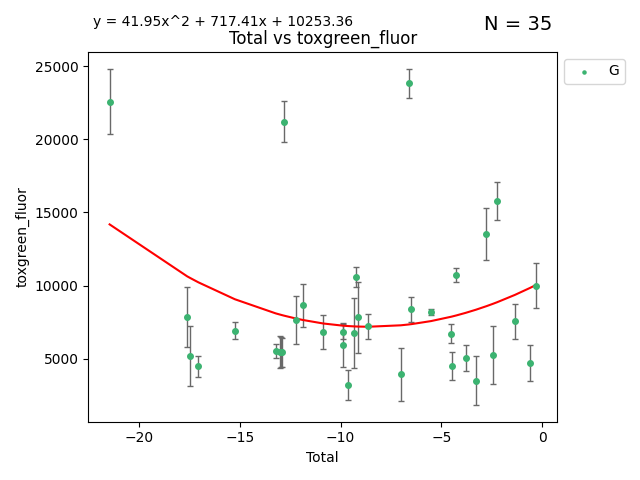 y = 41.95x^2 + 717.41x + 10253.36
N = 35
Total vs toxgreen_fluor
G
25000
20000
15000
10000
5000
toxgreen_fluor
−20 −15 −10 −5 0
Total